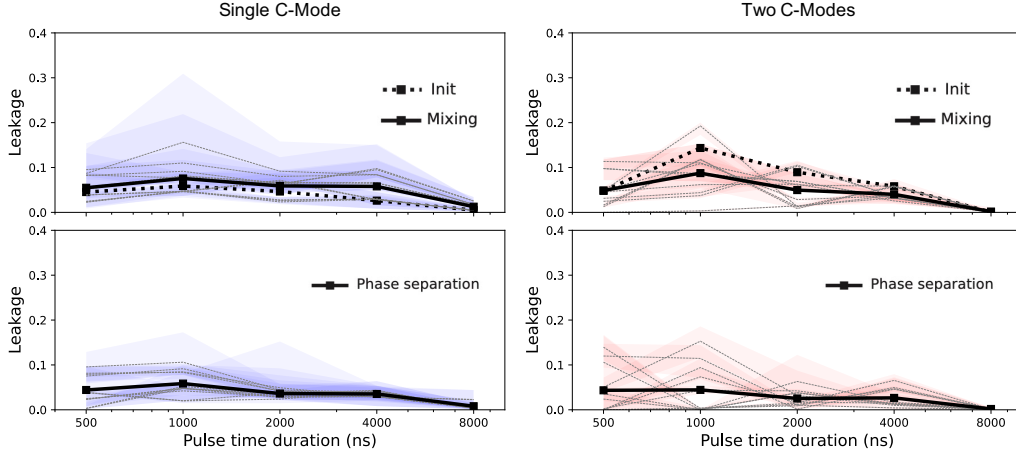 Single C-Mode
Two C-Modes
Leakage
0.4
0.3
0.2
0.1
0.0
Init
Mixing
Leakage
0.4
0.3
0.2
0.1
0.0
Init
Mixing
Leakage
0.4
0.3
0.2
0.1
0.0
Phase separation
500
1000
2000
4000
8000
Pulse time duration (ns)
Leakage
0.4
0.3
0.2
0.1
0.0
Phase separation
500
1000
2000
4000
8000
Pulse time duration (ns)